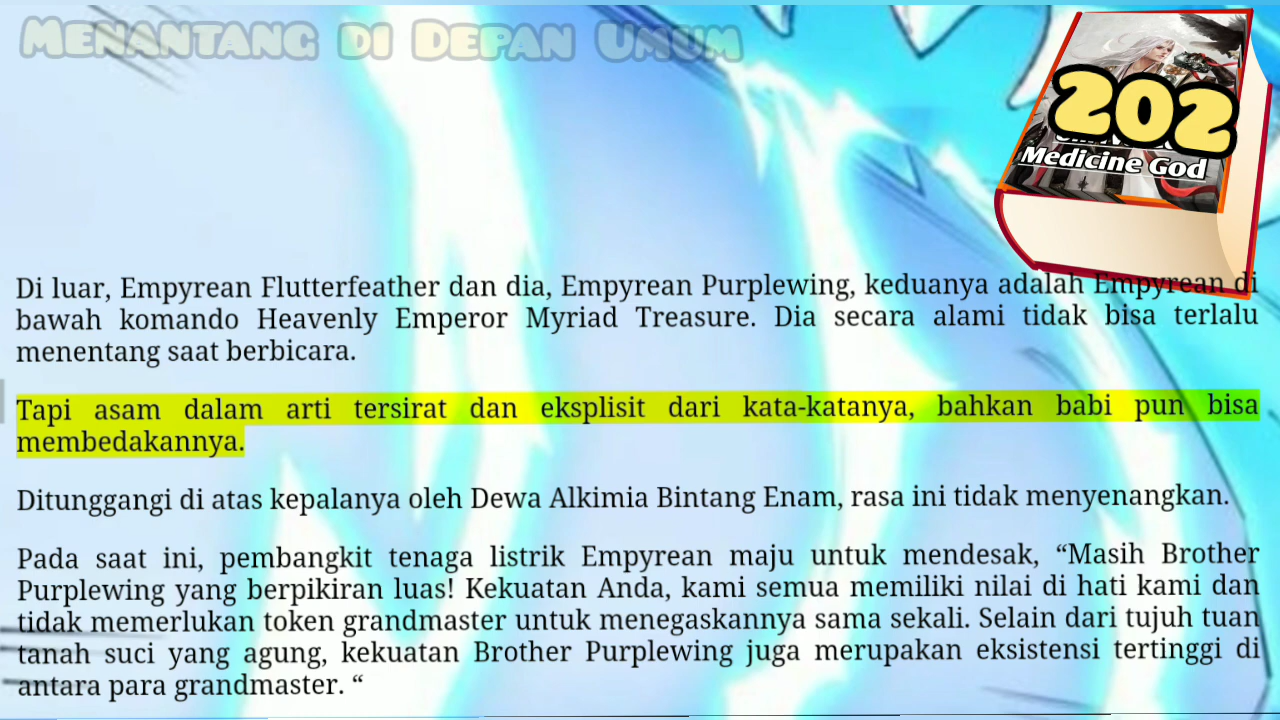 Menantang di Depan Umum
202
Medicine God
Di luar, Empyrean Flutterfeather dan dia, Empyrean Purplewing, keduanya adalah Empyrean di
bawah komando Heavenly Emperor Myriad Treasure. Dia secara alami tidak bisa terlalu
menentang saat berbicara.
Tapi asam dalam arti tersirat dan eksplisit dari kata-katanya, bahkan babi pun bisa
membedakannya.
Ditunggangi di atas kepalanya oleh Dewa Alkimia Bintang Enam, rasa ini tidak menyenangkan.
Pada saat ini, pembangkit tenaga listrik Empyrean maju untuk mendesak, “Masih Brother
Purplewing yang berpikiran luas! Kekuatan Anda, kami semua memiliki nilai di hati kami dan
tidak memerlukan token grandmaster untuk menegaskannya sama sekali. Selain dari tujuh tuan
tanah suci yang agung, kekuatan Brother Purplewing juga merupakan eksistensi tertinggi di
antara para grandmaster. “